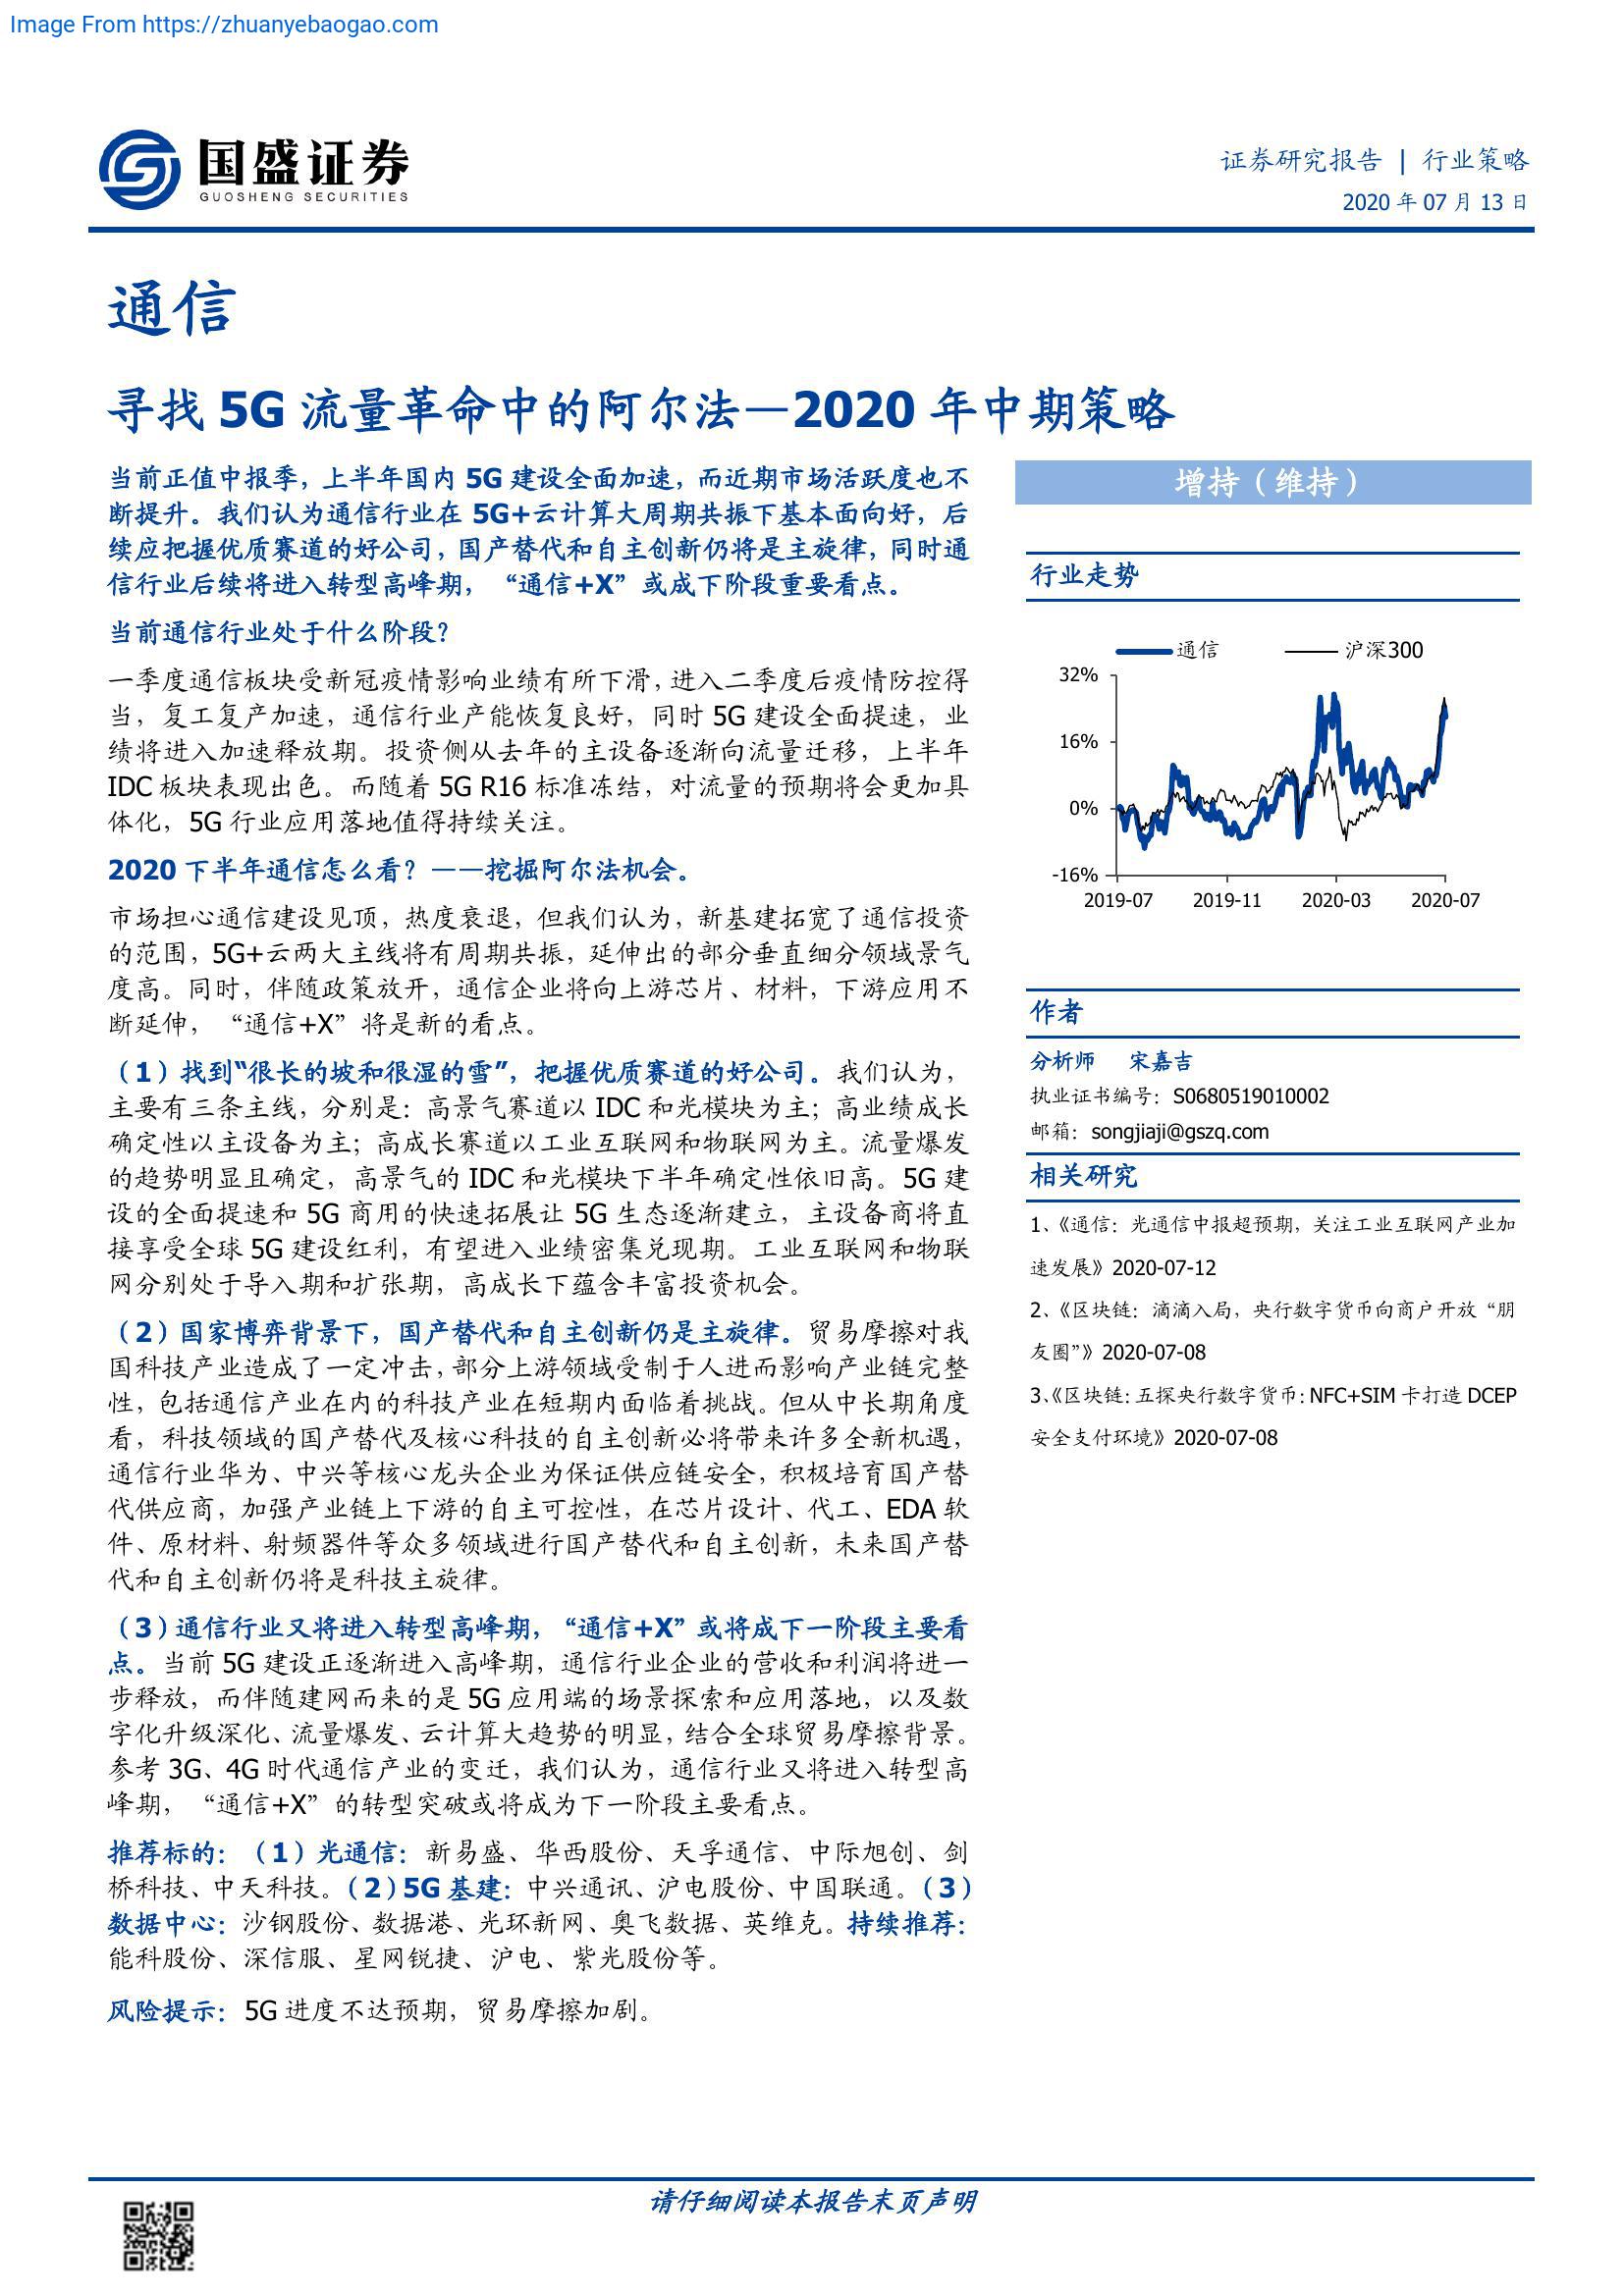 Image From https://zhuanyebaogao.com
国盛证券
GUOSHENG SECURITIES
证券研究报告 | 行业策略
2020 年 07 月 13 日
通信
寻找 5G 流量革命中的阿尔法—2020 年中期策略
当前正值中报季，上半年国内 5G 建设全面加速，而近期市场活跃度也不
断提升。我们认为通信行业在 5G+云计算大周期共振下基本面向好，后
续应把握优质赛道的好公司，国产替代和自主创新仍将是主旋律，同时通
信行业后续将进入转型高峰期，“通信+X”或成下阶段重要看点。
当前通信行业处于什么阶段？
一季度通信板块受新冠疫情影响业绩有所下滑，进入二季度后疫情防控得
当，复工复产加速，通信行业产能恢复良好，同时 5G 建设全面提速，业
绩将进入加速释放期。投资侧从去年的主设备逐渐向流量迁移，上半年
IDC 板块表现出色。而随着 5G R16 标准冻结，对流量的预期将会更加具
体化，5G 行业应用落地值得持续关注。
2020 下半年通信怎么看？——挖掘阿尔法机会。
市场担心通信建设见顶，热度衰退，但我们认为，新基建拓宽了通信投资
的范围，5G+云两大主线将有周期共振，延伸出的部分垂直细分领域景气
度高。同时，伴随政策放开，通信企业将向上游芯片、材料，下游应用不
断延伸，“通信+X”将是新的看点。
（1）找到“很长的坡和很湿的雪”，把握优质赛道的好公司。我们认为，
主要有三条主线，分别是：高景气赛道以 IDC 和光模块为主；高业绩成长
确定性以主设备为主；高成长赛道以工业互联网和物联网为主。流量爆发
的趋势明显且确定，高景气的 IDC 和光模块下半年确定性依旧高。5G 建
设的全面提速和 5G 商用的快速拓展让 5G 生态逐渐建立，主设备商将直
接享受全球 5G 建设红利，有望进入业绩密集兑现期。工业互联网和物联
网分别处于导入期和扩张期，高成长下蕴含丰富投资机会。
（2）国家博弈背景下，国产替代和自主创新仍是主旋律。贸易摩擦对我
国科技产业造成了一定冲击，部分上游领域受制于人进而影响产业链完整
性，包括通信产业在内的科技产业在短期内面临着挑战。但从中长期角度
看，科技领域的国产替代及核心科技的自主创新必将带来许多全新机遇，
通信行业华为、中兴等核心龙头企业为保证供应链安全，积极培育国产替
代供应商，加强产业链上下游的自主可控性，在芯片设计、代工、EDA 软
件、原材料、射频器件等众多领域进行国产替代和自主创新，未来国产替
代和自主创新仍将是科技主旋律。
（3）通信行业又将进入转型高峰期，“通信+X”或将成下一阶段主要看
点。当前 5G 建设正逐渐进入高峰期，通信行业企业的营收和利润将进一
步释放，而伴随建网而来的是 5G 应用端的场景探索和应用落地，以及数
字化升级深化、流量爆发、云计算大趋势的明显，结合全球贸易摩擦背景。
参考 3G、4G 时代通信产业的变迁，我们认为，通信行业又将进入转型高
峰期，“通信+X”的转型突破或将成为下一阶段主要看点。
推荐标的：（1）光通信：新易盛、华西股份、天孚通信、中际旭创、剑
桥科技、中天科技。（2）5G 基建：中兴通讯、沪电股份、中国联通。（3）
数据中心：沙钢股份、数据港、光环新网、奥飞数据、英维克。持续推荐：
能科股份、深信服、星网锐捷、沪电、紫光股份等。
风险提示：5G 进度不达预期，贸易摩擦加剧。
增持（维持）
行业走势
通信 沪深300
32%
16%
0%
-16%
2019-07 2019-11 2020-03 2020-07
作者
分析师 宋嘉吉
执业证书编号：S0680519010002
邮箱：songjiaji@gszq.com
相关研究
1、《通信：光通信中报超预期，关注工业互联网产业加
速发展》2020-07-12
2、《区块链：滴滴入局，央行数字货币向商户开放“朋
友圈”》2020-07-08
3、《区块链：五探央行数字货币：NFC+SIM 卡打造 DCEP
安全支付环境》2020-07-08
请仔细阅读本报告末页声明